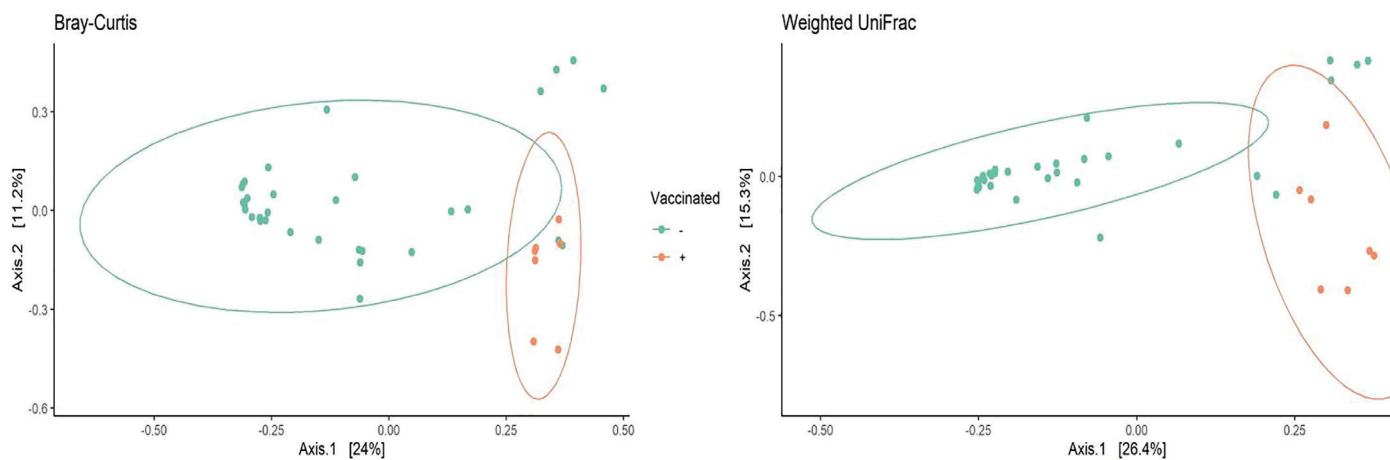 Bray-Curtis
Axis.2 [11.2%]
0.3
0.0
-0.3
-0.6
-0.50
-0.25
0.00
0.25
0.50
Axis.1 [24%]
Vaccinated
-
+
Weighted UniFrac
Axis.2 [15.3%]
0.0
-0.5
-0.50
-0.25
0.00
0.25
Axis.1 [26.4%]